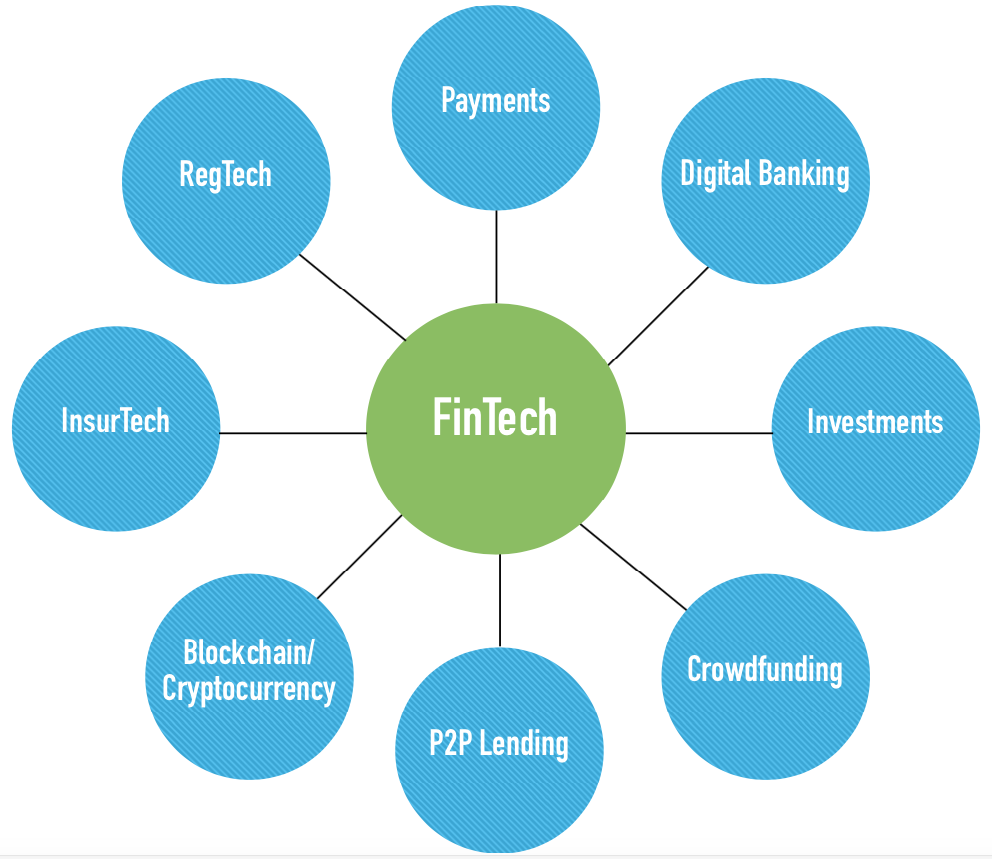 Payments
RegTech
Digital Banking
InsurTech
FinTech
Investments
Blockchain/
Cryptocurrency
Crowdfunding
P2P Lending